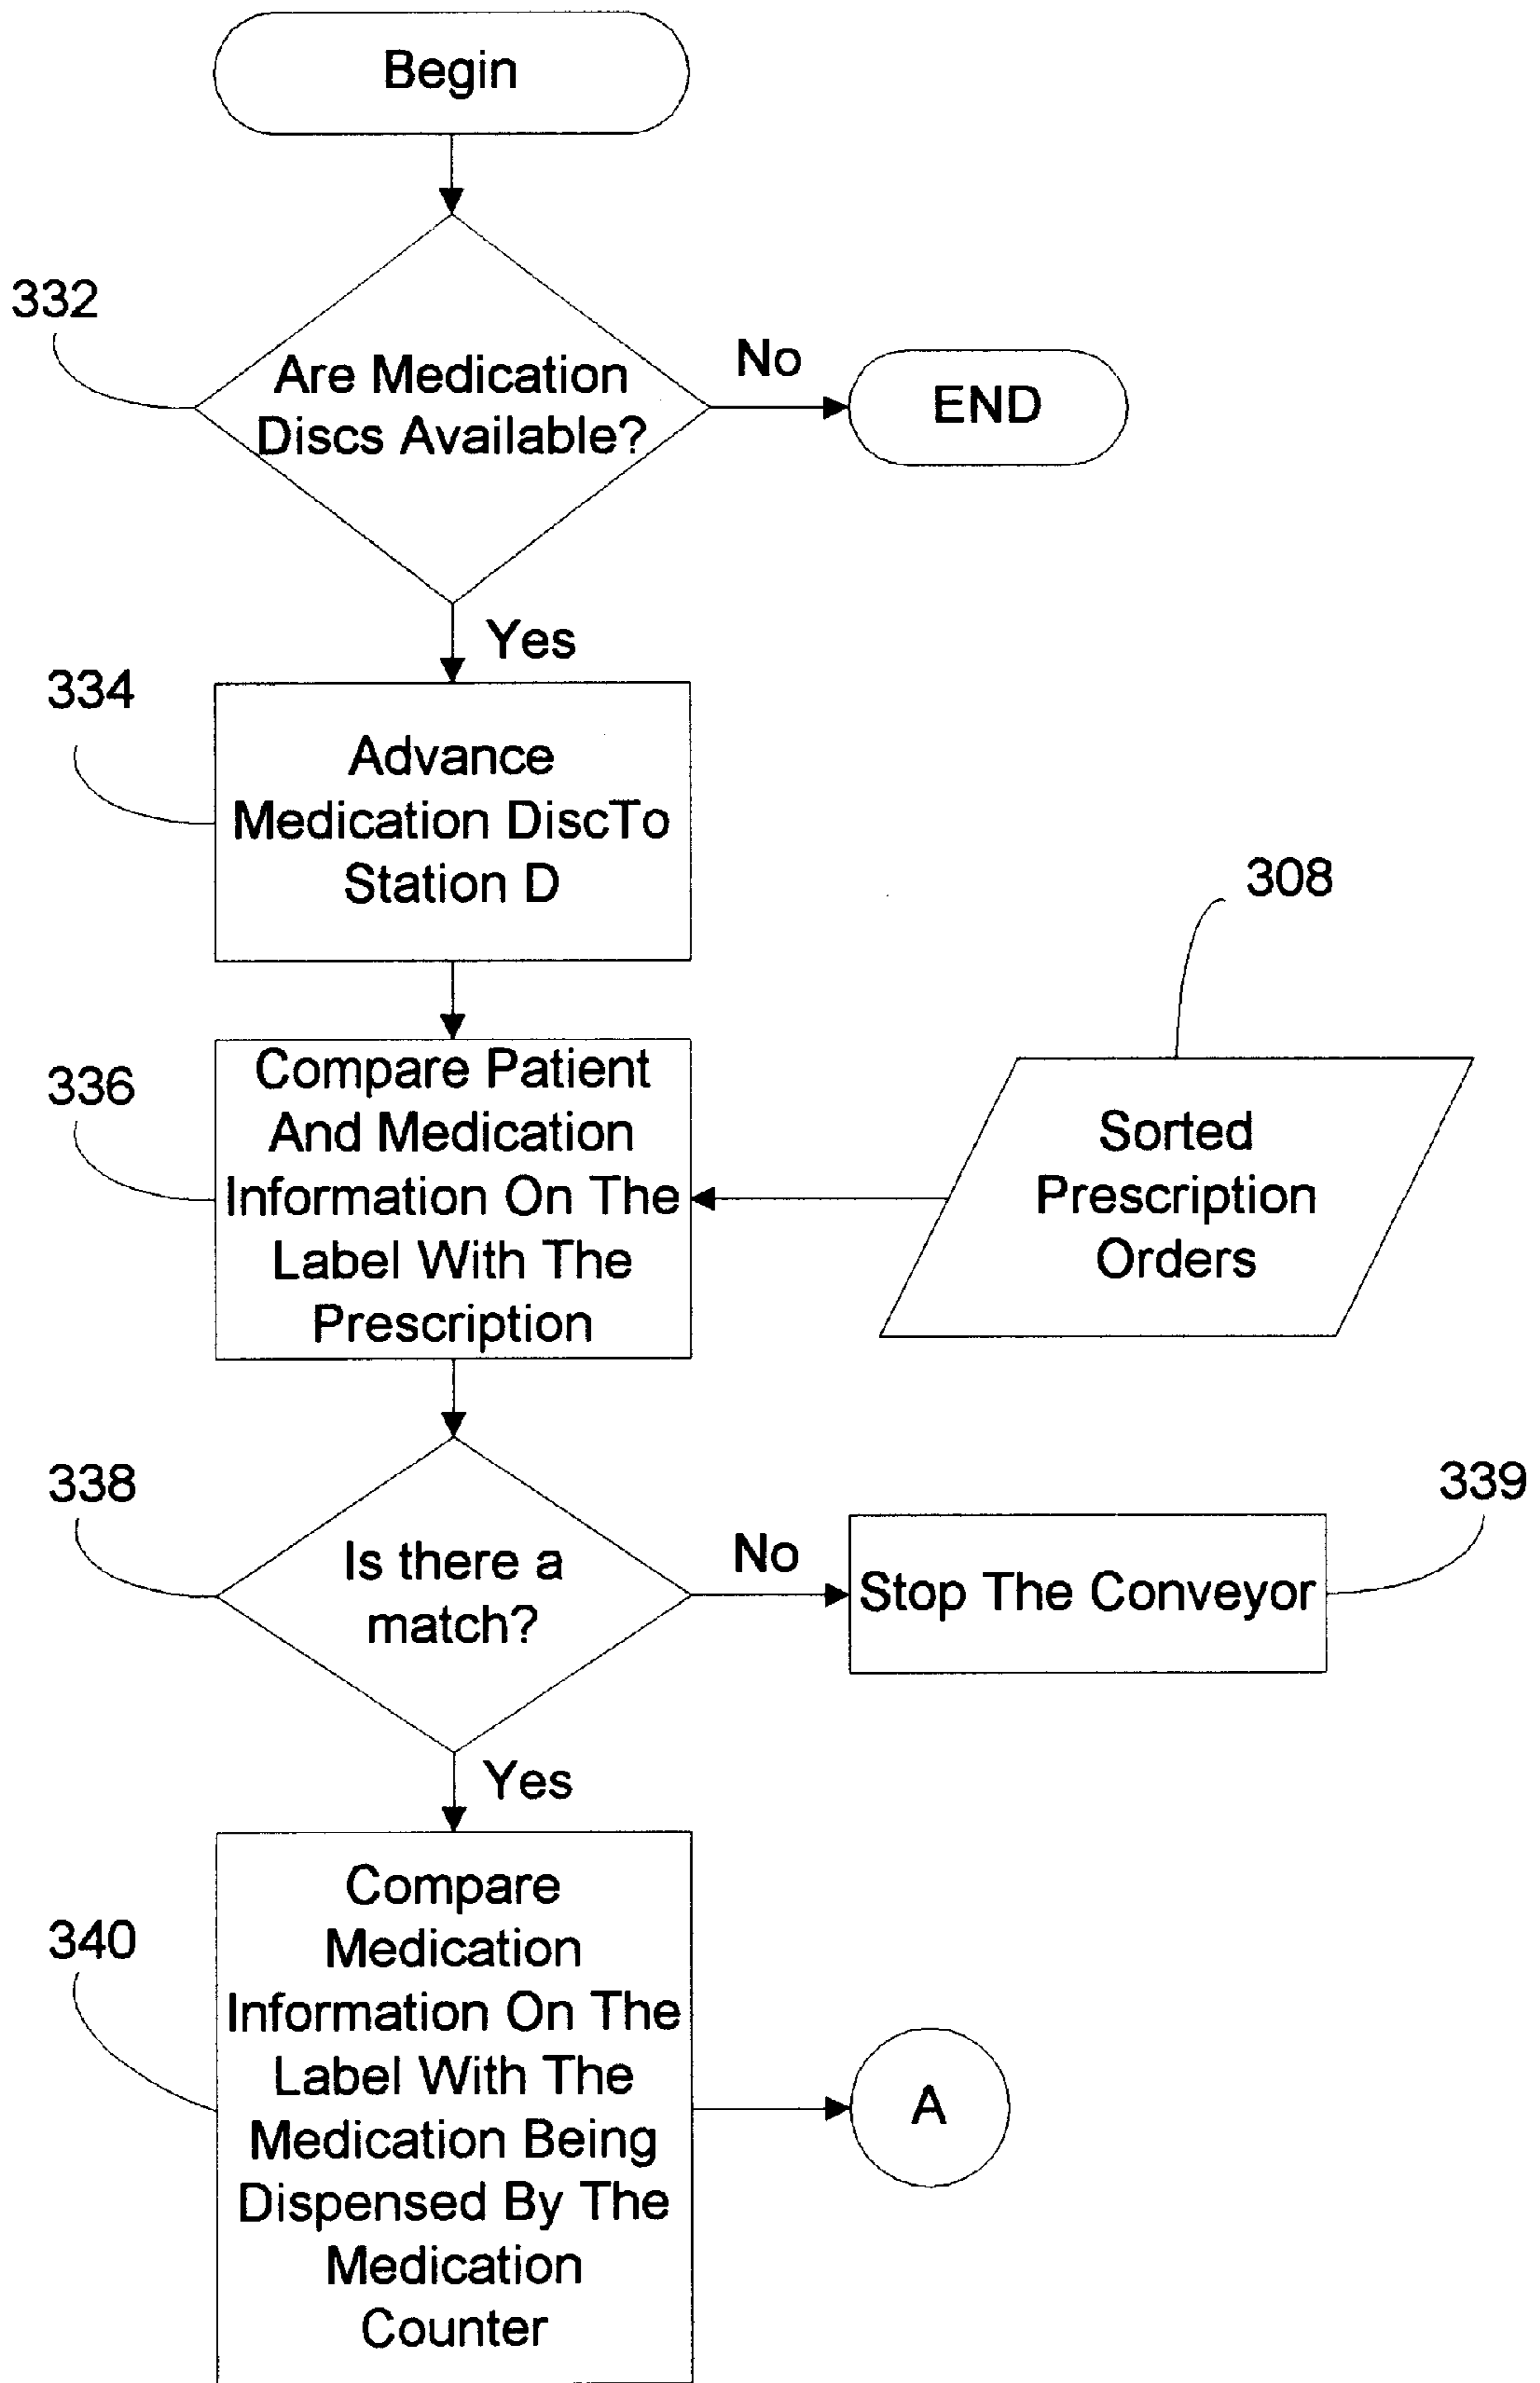 Begin
332
Are Medication
Discs Available?
No
END
Yes
334
Advance
Medication DiscTo
Station D
308
336
Compare Patient
And Medication
Information On The
Label With The
Prescription
Sorted
Prescription
Orders
338
Is there a
match?
No
339
Stop The Conveyor
Yes
340
Compare
Medication
Information On The
Label With The
Medication Being
Dispensed By The
Medication
Counter
A